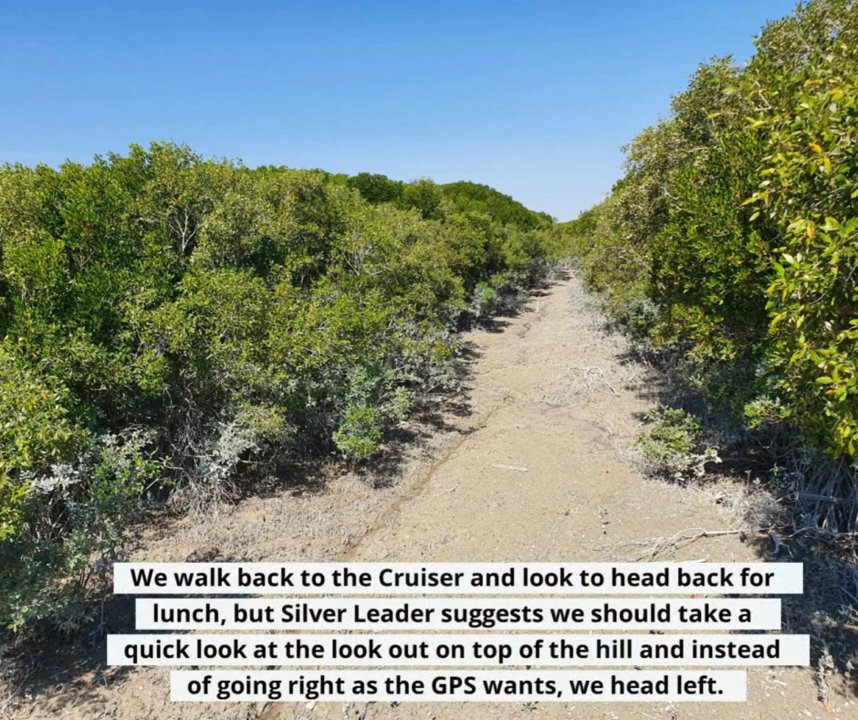 We walk back to the Cruiser and look to head back for
lunch, but Silver Leader suggests we should take a
quick look at the look out on top of the hill and instead
of going right as the GPS wants, we head left.